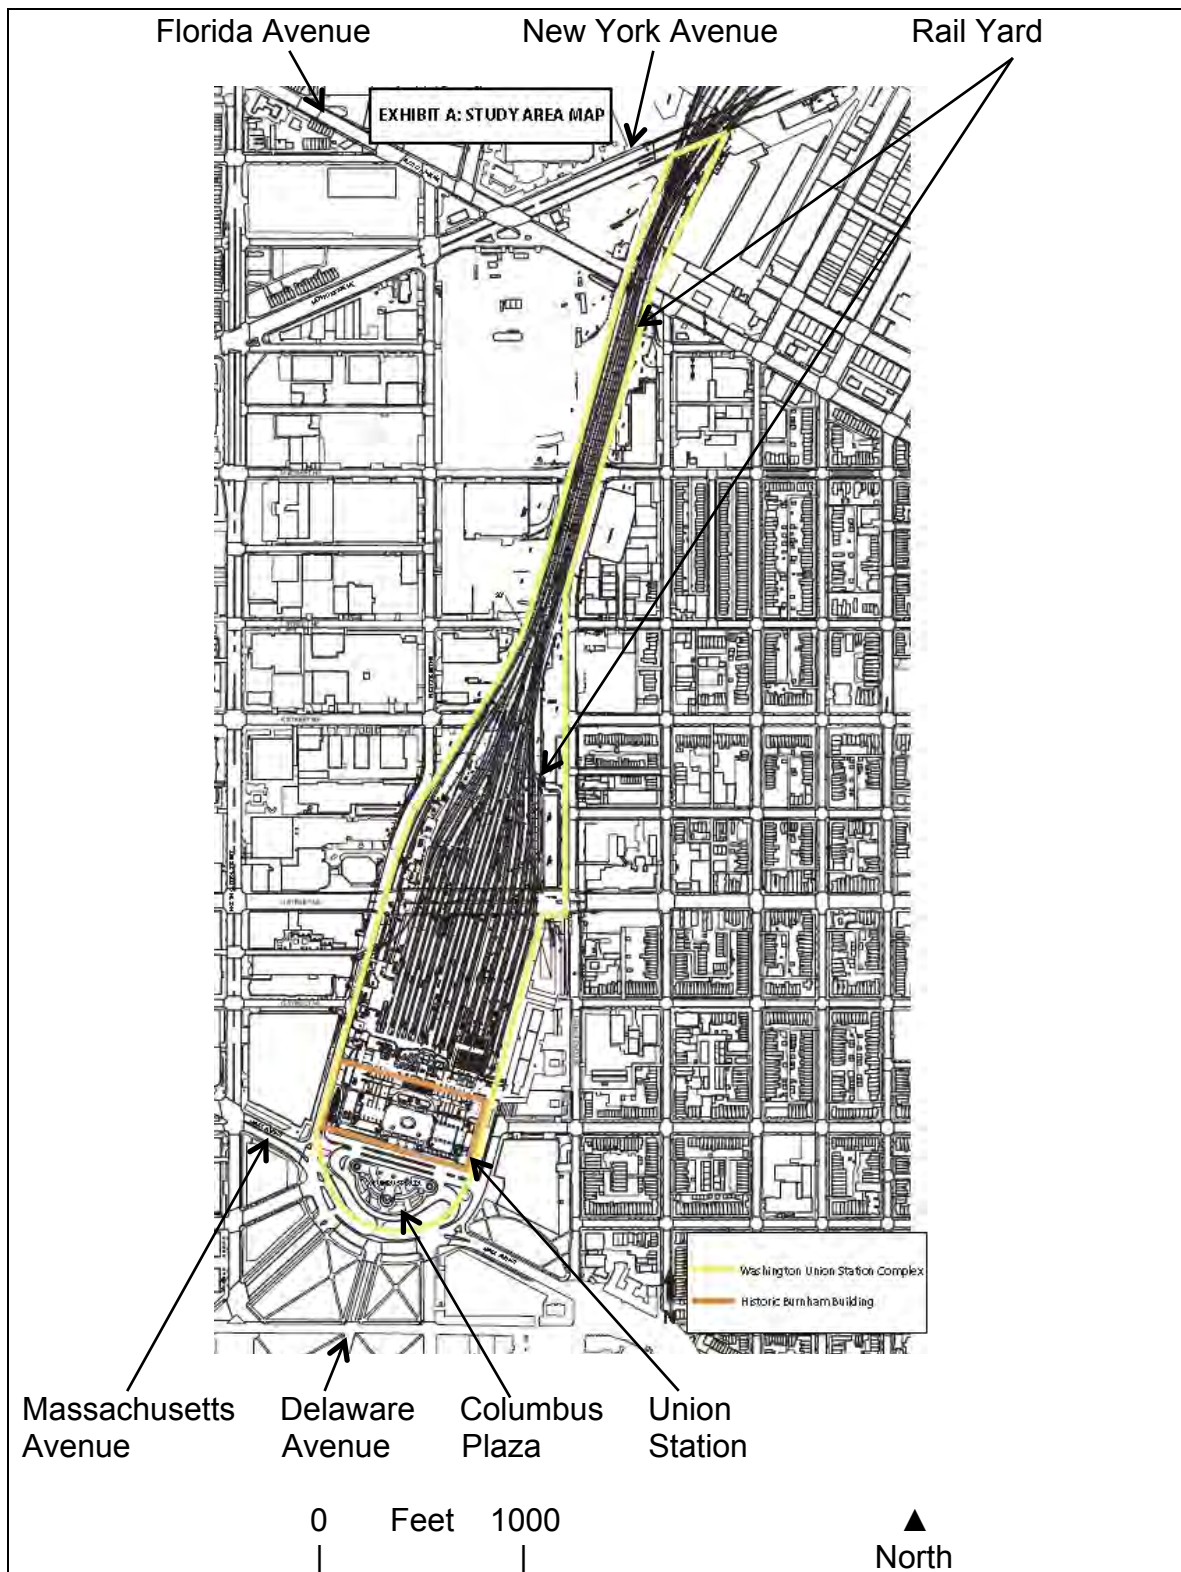 Florida Avenue
New York Avenue
Rail Yard
EXHIBIT A: STUDY AREA MAP
Washington Union Station Complex
Historic Burnham Building
N
Massachusetts
Avenue
Delaware
Avenue
Columbus
Plaza
Union
Station
0 Feet 1000
North